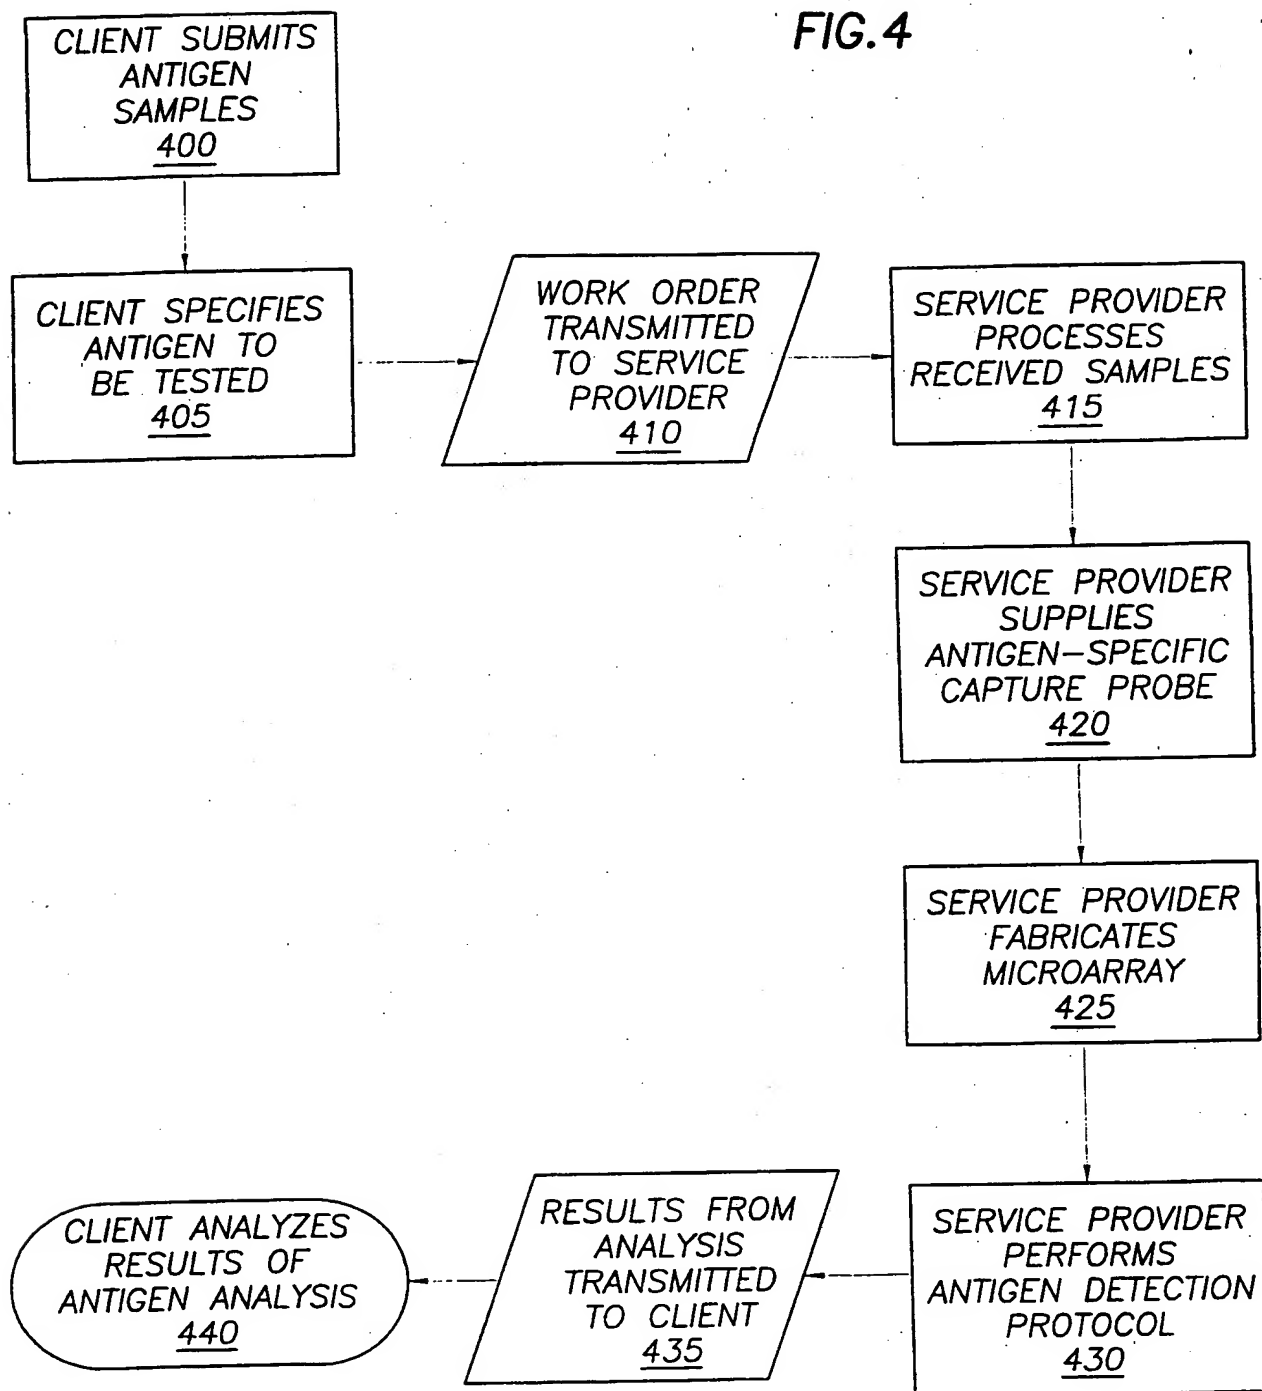 FIG.4
CLIENT SUBMITS
ANTIGEN
SAMPLES
400
CLIENT SPECIFIES
ANTIGEN TO
BE TESTED
405
WORK ORDER
TRANSMITTED
TO SERVICE
PROVIDER
410
SERVICE PROVIDER
PROCESSES
RECEIVED SAMPLES
415
SERVICE PROVIDER
SUPPLIES
ANTIGEN–SPECIFIC
CAPTURE PROBE
420
SERVICE PROVIDER
FABRICATES
MICROARRAY
425
SERVICE PROVIDER
PERFORMS
ANTIGEN DETECTION
PROTOCOL
430
RESULTS FROM
ANALYSIS
TRANSMITTED
TO CLIENT
435
CLIENT ANALYZES
RESULTS OF
ANTIGEN ANALYSIS
440